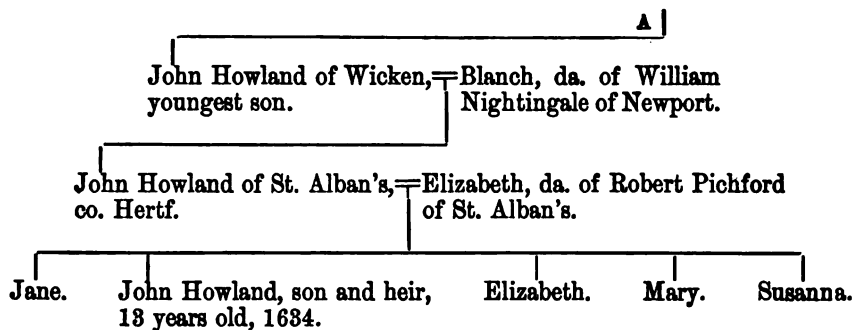 A
John Howland of Wicken,=Blanch, da. of William
youngest son. Nightingale of Newport.
John Howland of St. Alban's,=Elizabeth, da. of Robert Pichford
co. Hertf. of St. Alban's.
Jane. John Howland, son and heir, Elizabeth. Mary. Susanna.
13 years old, 1634.